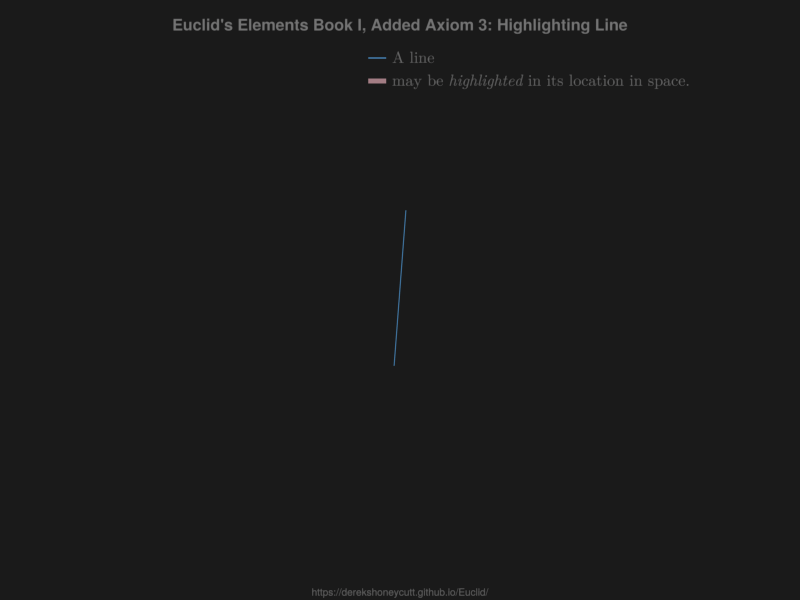 Euclid's Elements Book I, Added Axiom 3: Highlighting Line
A line
may be highlighted in its location in space.
https://derekshoneycutt.github.io/Euclid/